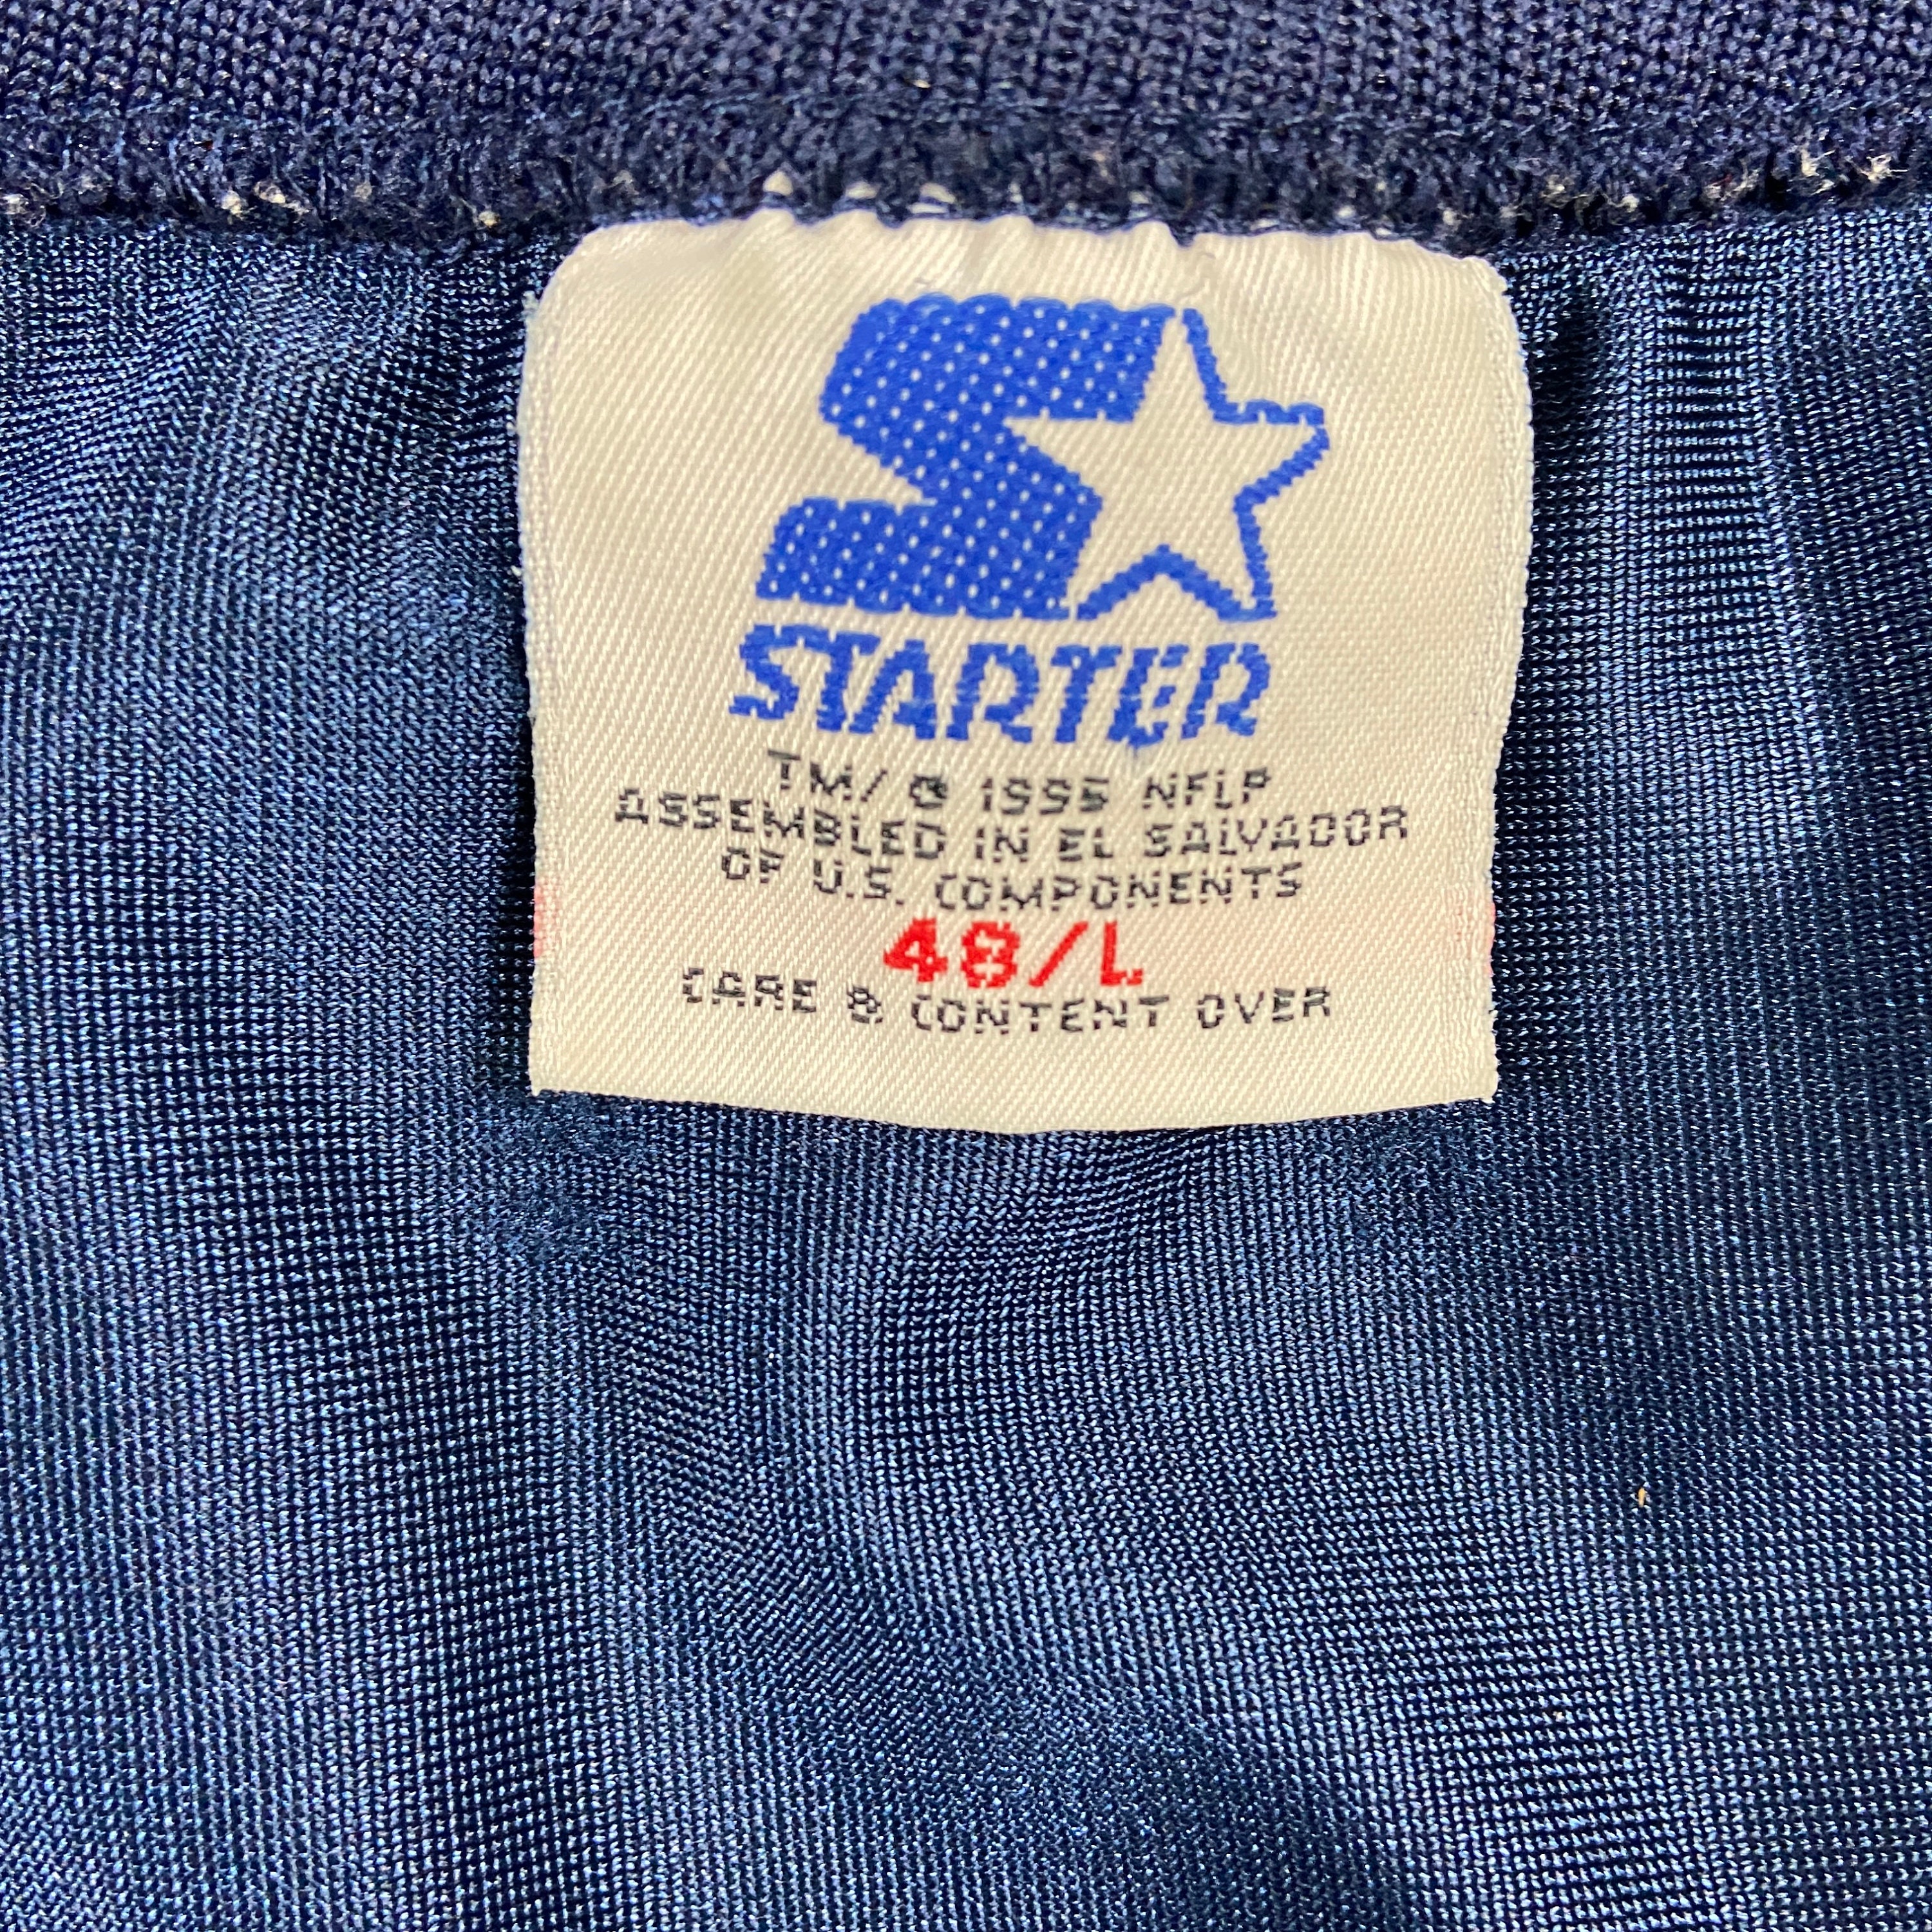 STARTER
TM/ © 1995 NFLP
ASSEMBLED IN EL SALVADOR
OF U.S. COMPONENTS
48/L
CARE & CONTENT OVER